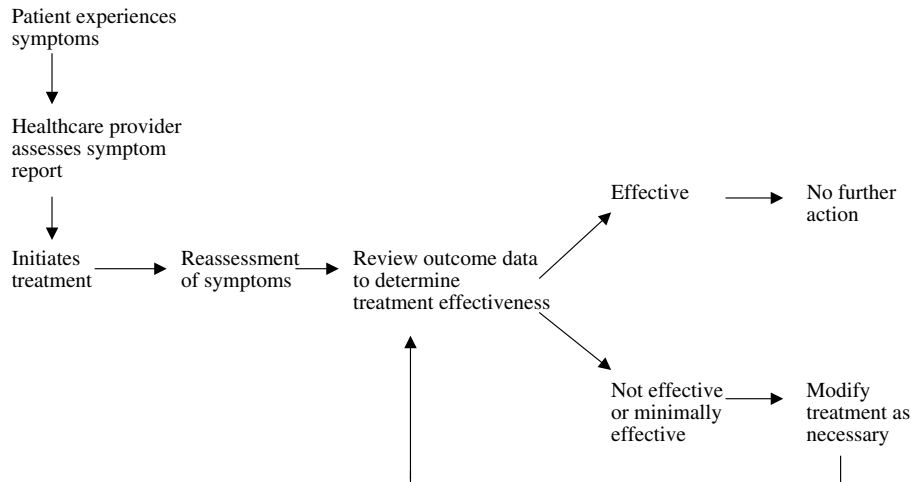 Patient experiences
symptoms
Healthcare provider
assesses symptom
report
Initiates
treatment
Reassessment
of symptoms
Review outcome data
to determine
treatment effectiveness
Effective
No further
action
Not effective
or minimally
effective
Modify
treatment as
necessary